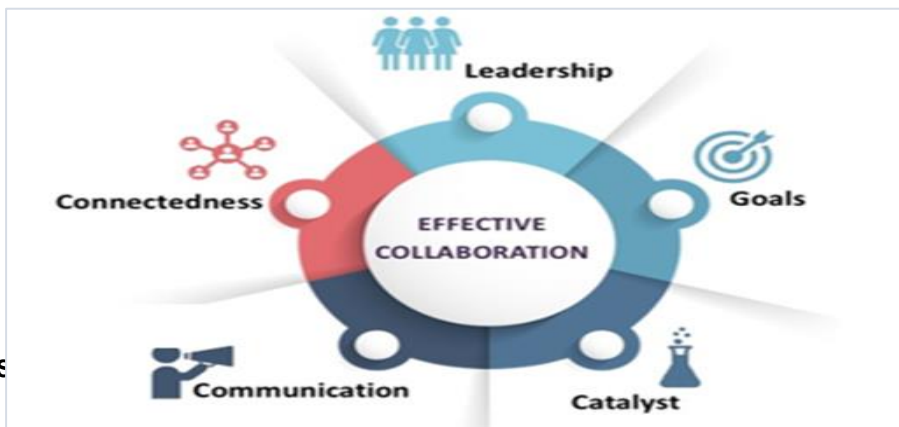 Leadership
Goals
Connectedness
EFFECTIVE
COLLABORATION
Communication
Catalyst